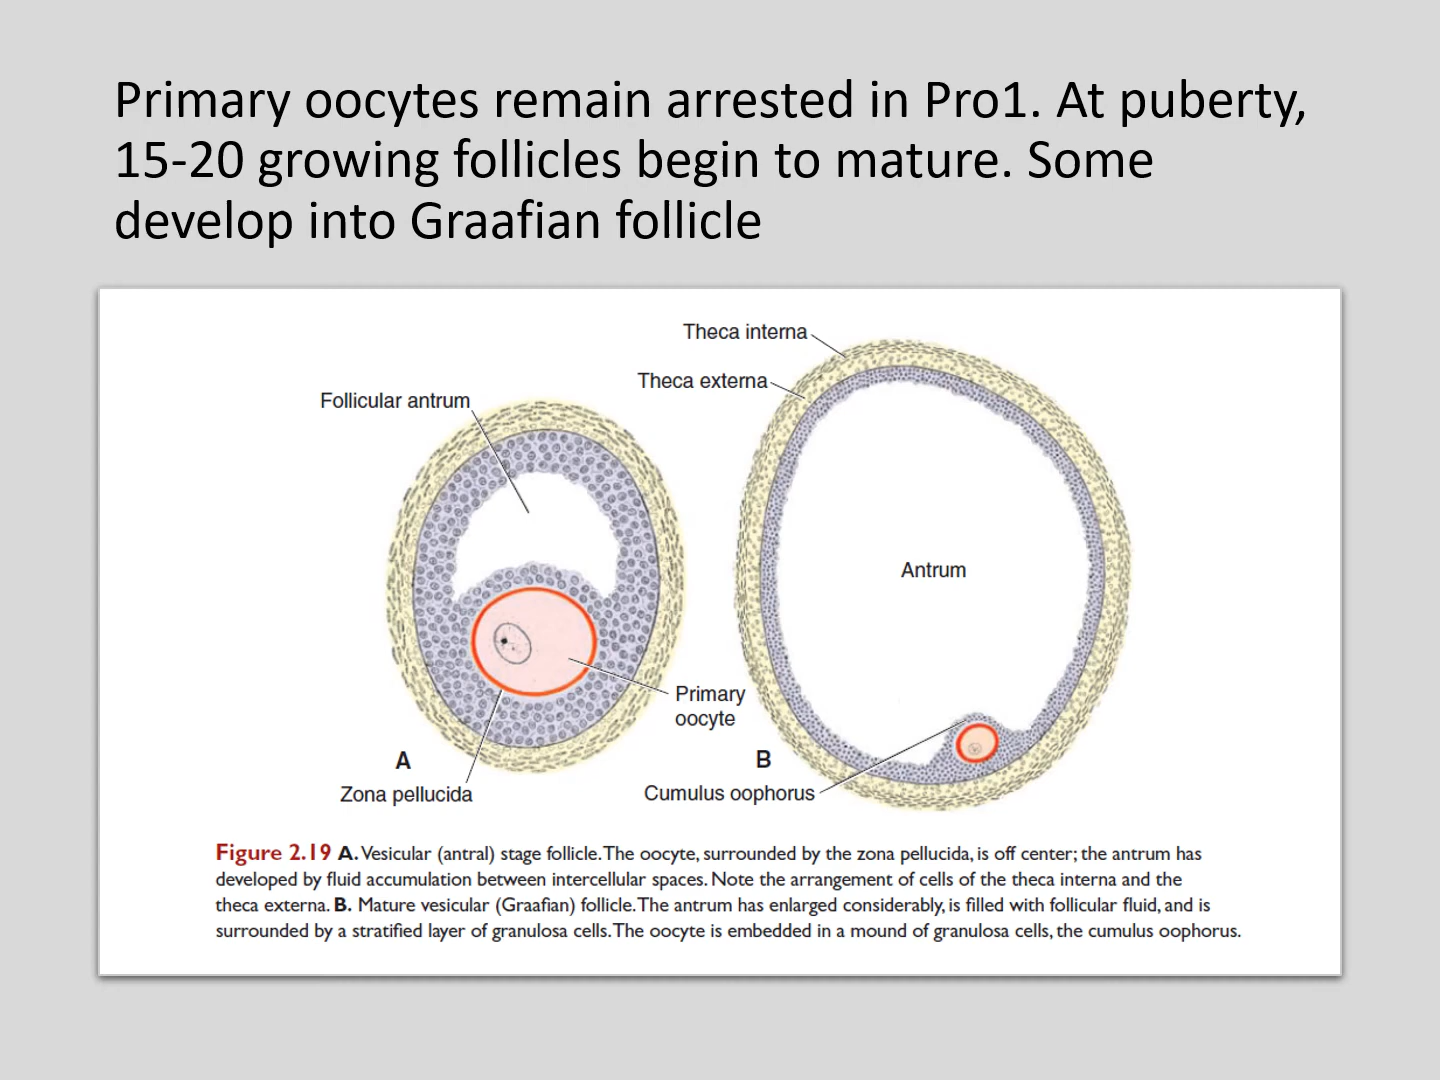 Primary oocytes remain arrested in Pro1. At puberty,
15-20 growing follicles begin to mature. Some
develop into Graafian follicle
Theca interna
Theca externa
Follicular antrum
Antrum
Primary
oocyte
A
B
Zona pellucida
Cumulus oophorus
Figure 2.19 A. Vesicular (antral) stage follicle. The oocyte, surrounded by the zona pellucida, is off center; the antrum has
developed by fluid accumulation between intercellular spaces. Note the arrangement of cells of the theca interna and the
theca externa. B. Mature vesicular (Graafian) follicle. The antrum has enlarged considerably, is filled with follicular fluid, and is
surrounded by a stratified layer of granulosa cells. The oocyte is embedded in a mound of granulosa cells, the cumulus oophorus.